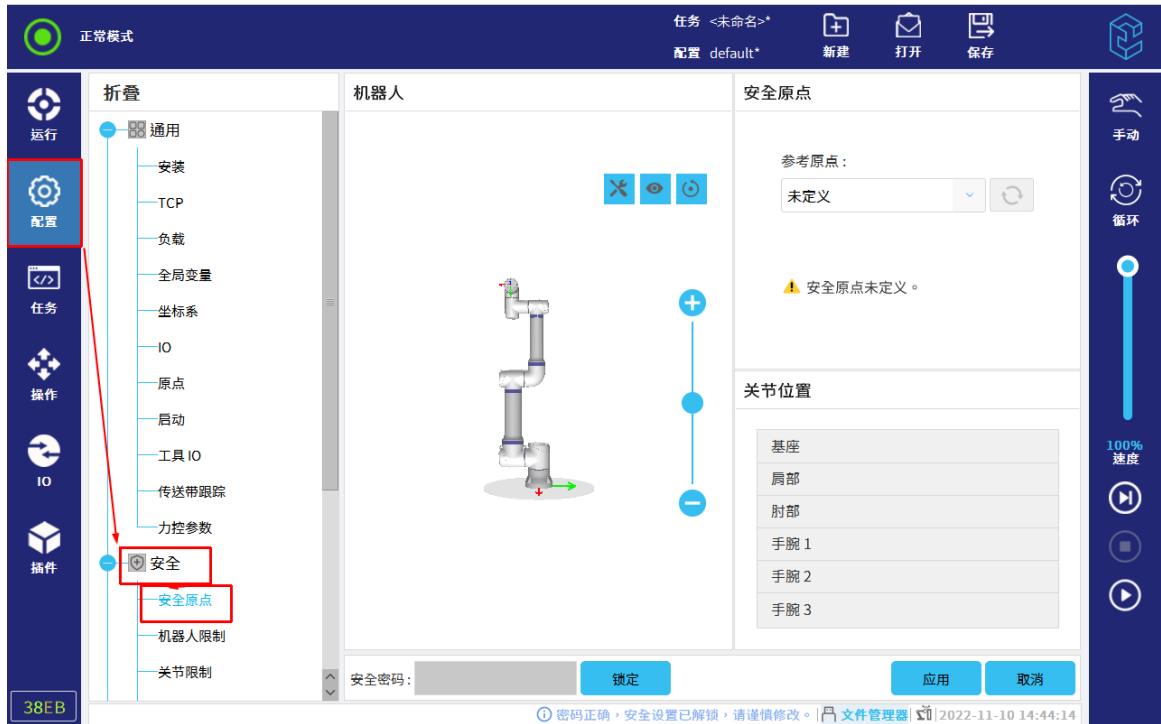 正常模式
任务 <未命名>*
配置 default*
新建
打开
保存
运行
配置
任务
操作
IO
插件
38EB
折叠
通用
安装
TCP
负载
全局变量
坐标系
IO
原点
启动
工具 IO
传送带跟踪
力控参数
安全
安全原点
机器人限制
关节限制
机器人
安全原点
参考原点 :
未定义
安全原点未定义。
关节位置
基座
肩部
肘部
手腕 1
手腕 2
手腕 3
安全密码 :
锁定
应用
取消
密码正确,安全设置已解锁,请谨慎修改。
文件管理器
2022-11-10 14:44:14
手动
循环
100%
速度